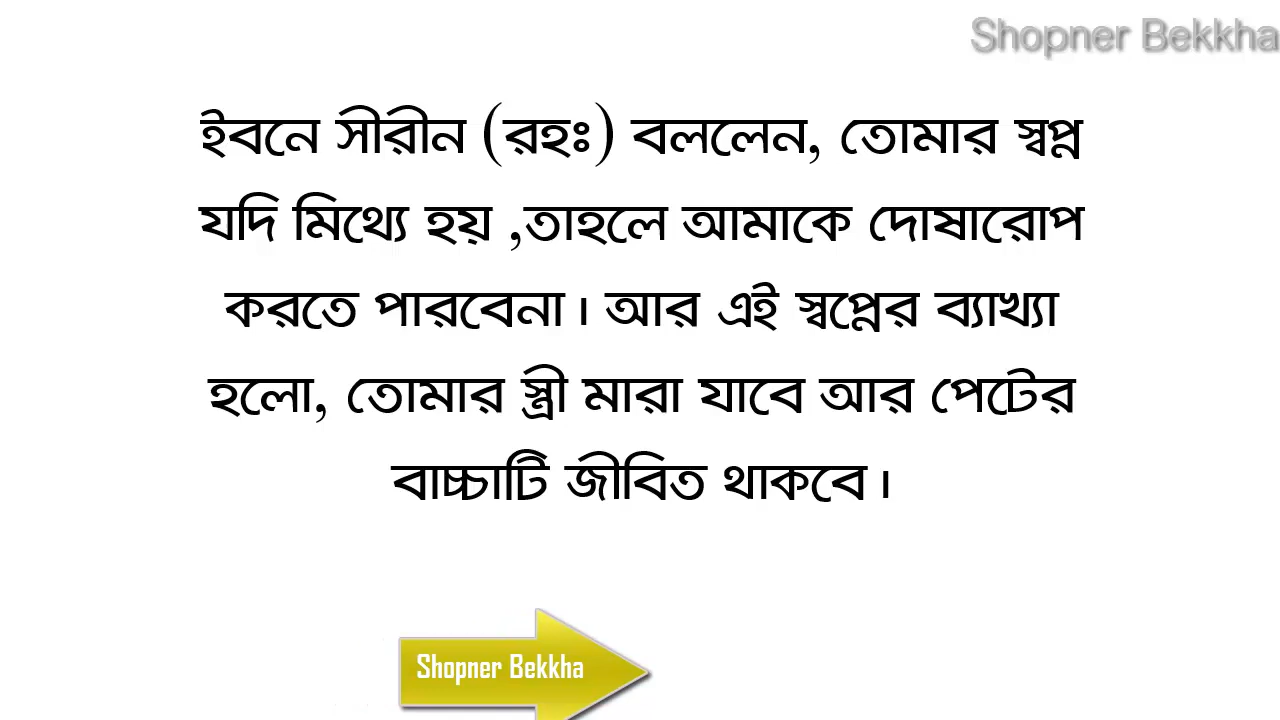 Shopner Bekkha
ইবনে সীরীন (রহঃ) বললেন, তোমার স্বপ্ন
যদি মিথ্যে হয় ,তাহলে আমাকে দোষারোপ
করতে পারবেনা। আর এই স্বপ্নের ব্যাখ্যা
হলো, তোমার স্ত্রী মারা যাবে আর পেটের
বাচ্চাটি জীবিত থাকবে।
Shopner Bekkha